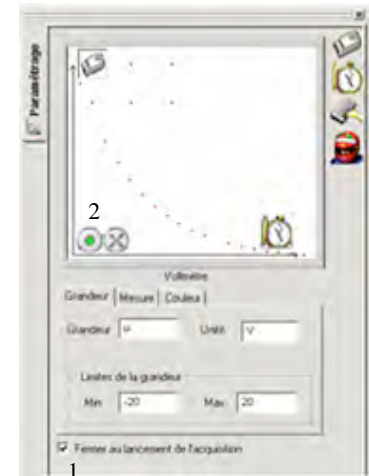 Paramétrage
2
Voltmètre
Grandeur Mesure Couleur
Grandeur Unité V
Limites de la grandeur
Min -20 Max 20
Fermer au lancement de l'acquisition
1